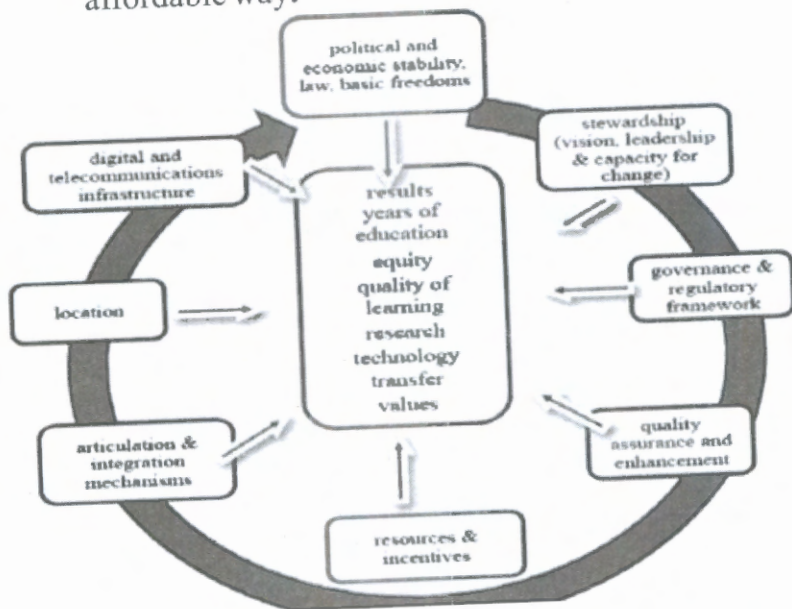 affordable way.
political and
economic stability,
law, basic freedoms
stewardship
(vision, leadership
& capacity for
change)
digital and
telecommunications
infrastructure
results
years of
education
equity
quality of
learning
research
technology
transfer
values
governance &
regulatory
framework
location
quality
assurance and
enhancement
articulation &
integration
mechanisms
resources &
incentives